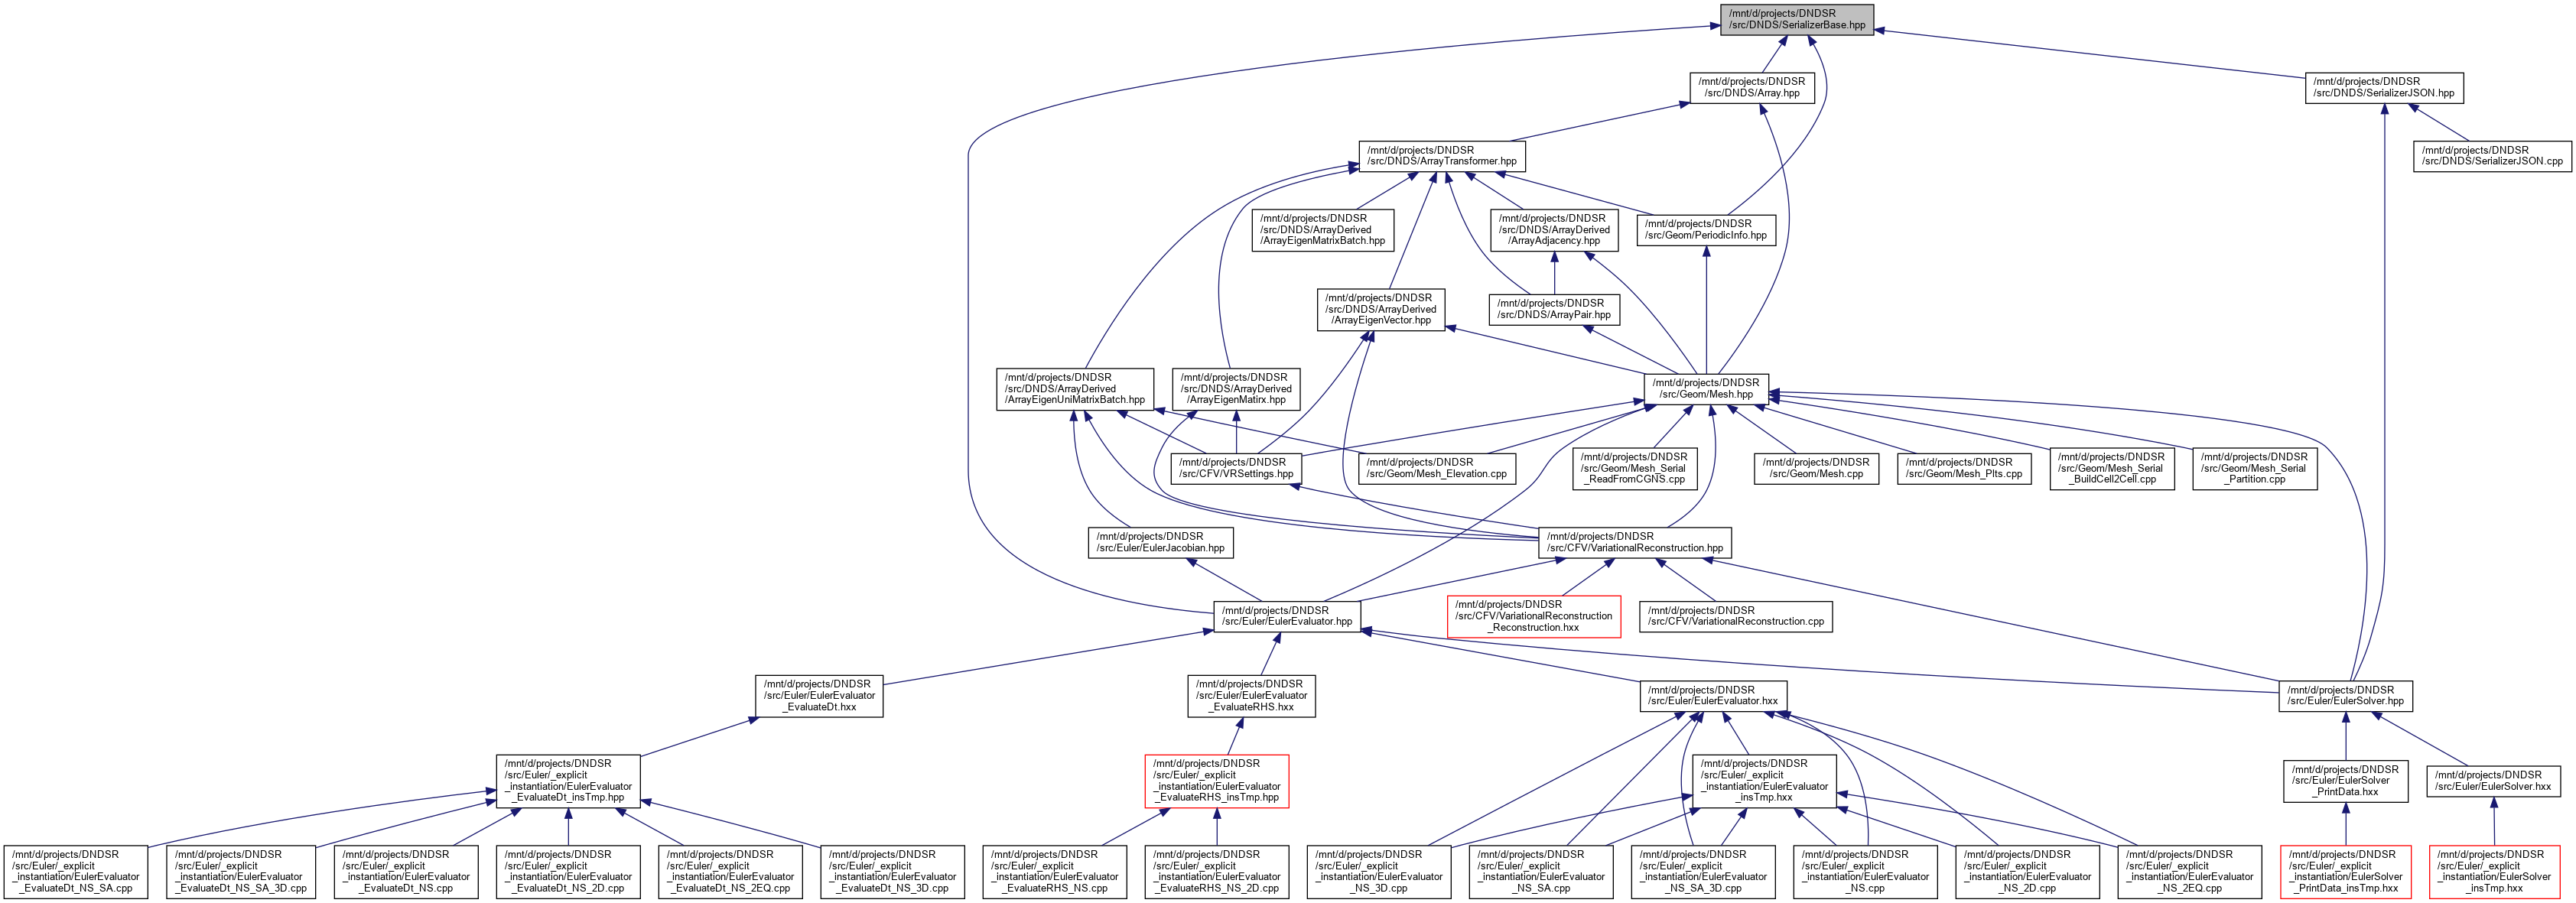 /mnt/d/projects/DNDSR
/src/DNDS/SerializerBase.hpp
/mnt/d/projects/DNDSR
/src/DNDS/Array.hpp
/mnt/d/projects/DNDSR
/src/DNDS/SerializerJSON.hpp
/mnt/d/projects/DNDSR
/src/DNDS/ArrayTransformer.hpp
/mnt/d/projects/DNDSR
/src/DNDS/SerializerJSON.cpp
/mnt/d/projects/DNDSR
/src/DNDS/ArrayDerived
/ArrayEigenMatrixBatch.hpp
/mnt/d/projects/DNDSR
/src/DNDS/ArrayDerived
/ArrayAdjacency.hpp
/mnt/d/projects/DNDSR
/src/Geom/PeriodicInfo.hpp
/mnt/d/projects/DNDSR
/src/DNDS/ArrayDerived
/ArrayEigenVector.hpp
/mnt/d/projects/DNDSR
/src/DNDS/ArrayPair.hpp
/mnt/d/projects/DNDSR
/src/DNDS/ArrayDerived
/ArrayEigenUniMatrixBatch.hpp
/mnt/d/projects/DNDSR
/src/DNDS/ArrayDerived
/ArrayEigenMatirx.hpp
/mnt/d/projects/DNDSR
/src/Geom/Mesh.hpp
/mnt/d/projects/DNDSR
/src/CFV/VRSettings.hpp
/mnt/d/projects/DNDSR
/src/Geom/Mesh_Elevation.cpp
/mnt/d/projects/DNDSR
/src/Geom/Mesh_Serial
_ReadFromCGNS.cpp
/mnt/d/projects/DNDSR
/src/Geom/Mesh.cpp
/mnt/d/projects/DNDSR
/src/Geom/Mesh_Plts.cpp
/mnt/d/projects/DNDSR
/src/Geom/Mesh_Serial
_BuildCell2Cell.cpp
/mnt/d/projects/DNDSR
/src/Geom/Mesh_Serial
_Partition.cpp
/mnt/d/projects/DNDSR
/src/Euler/EulerJacobian.hpp
/mnt/d/projects/DNDSR
/src/CFV/VariationalReconstruction.hpp
/mnt/d/projects/DNDSR
/src/Euler/EulerEvaluator.hpp
/mnt/d/projects/DNDSR
/src/CFV/VariationalReconstruction
_Reconstruction.hxx
/mnt/d/projects/DNDSR
/src/CFV/VariationalReconstruction.cpp
/mnt/d/projects/DNDSR
/src/Euler/EulerEvaluator
_EvaluateDt.hxx
/mnt/d/projects/DNDSR
/src/Euler/EulerEvaluator
_EvaluateRHS.hxx
/mnt/d/projects/DNDSR
/src/Euler/EulerEvaluator.hxx
/mnt/d/projects/DNDSR
/src/Euler/EulerSolver.hpp
/mnt/d/projects/DNDSR
/src/Euler/_explicit
_instantiation/EulerEvaluator
_EvaluateDt_insTmp.hpp
/mnt/d/projects/DNDSR
/src/Euler/_explicit
_instantiation/EulerEvaluator
_EvaluateRHS_insTmp.hpp
/mnt/d/projects/DNDSR
/src/Euler/_explicit
_instantiation/EulerEvaluator
_insTmp.hxx
/mnt/d/projects/DNDSR
/src/Euler/EulerSolver
_PrintData.hxx
/mnt/d/projects/DNDSR
/src/Euler/EulerSolver.hxx
/mnt/d/projects/DNDSR
/src/Euler/_explicit
_instantiation/EulerEvaluator
_EvaluateDt_NS_SA.cpp
/mnt/d/projects/DNDSR
/src/Euler/_explicit
_instantiation/EulerEvaluator
_EvaluateDt_NS_SA_3D.cpp
/mnt/d/projects/DNDSR
/src/Euler/_explicit
_instantiation/EulerEvaluator
_EvaluateDt_NS.cpp
/mnt/d/projects/DNDSR
/src/Euler/_explicit
_instantiation/EulerEvaluator
_EvaluateDt_NS_2D.cpp
/mnt/d/projects/DNDSR
/src/Euler/_explicit
_instantiation/EulerEvaluator
_EvaluateDt_NS_2EQ.cpp
/mnt/d/projects/DNDSR
/src/Euler/_explicit
_instantiation/EulerEvaluator
_EvaluateDt_NS_3D.cpp
/mnt/d/projects/DNDSR
/src/Euler/_explicit
_instantiation/EulerEvaluator
_EvaluateRHS_NS.cpp
/mnt/d/projects/DNDSR
/src/Euler/_explicit
_instantiation/EulerEvaluator
_EvaluateRHS_NS_2D.cpp
/mnt/d/projects/DNDSR
/src/Euler/_explicit
_instantiation/EulerEvaluator
_NS_3D.cpp
/mnt/d/projects/DNDSR
/src/Euler/_explicit
_instantiation/EulerEvaluator
_NS_SA.cpp
/mnt/d/projects/DNDSR
/src/Euler/_explicit
_instantiation/EulerEvaluator
_NS_SA_3D.cpp
/mnt/d/projects/DNDSR
/src/Euler/_explicit
_instantiation/EulerEvaluator
_NS.cpp
/mnt/d/projects/DNDSR
/src/Euler/_explicit
_instantiation/EulerEvaluator
_NS_2D.cpp
/mnt/d/projects/DNDSR
/src/Euler/_explicit
_instantiation/EulerEvaluator
_NS_2EQ.cpp
/mnt/d/projects/DNDSR
/src/Euler/_explicit
_instantiation/EulerSolver
_PrintData_insTmp.hxx
/mnt/d/projects/DNDSR
/src/Euler/_explicit
_instantiation/EulerSolver
_insTmp.hxx